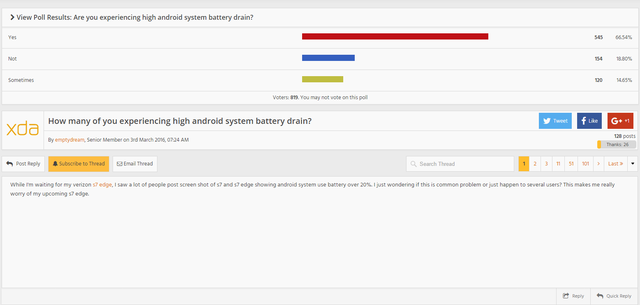 View Poll Results: Are you experiencing high android system battery drain?
Yes 545 66.54%
Not 154 18.80%
Sometimes 120 14.65%
Voters: 819. You may not vote on this poll
xda
How many of you experiencing high android system battery drain?
Tweet Like +1
By emptydream, Senior Member on 3rd March 2016, 07:24 AM
128 posts
Thanks: 26
Post Reply Subscribe to Thread Email Thread Search Thread 1 2 3 11 51 101 > Last »
While I'm waiting for my verizon s7 edge, I saw a lot of people post screen shot of s7 and s7 edge showing android system use battery over 20%. I just wondering if this is common problem or just happen to several users? This makes me really
worry of my upcoming s7 edge.
Reply Quick Reply